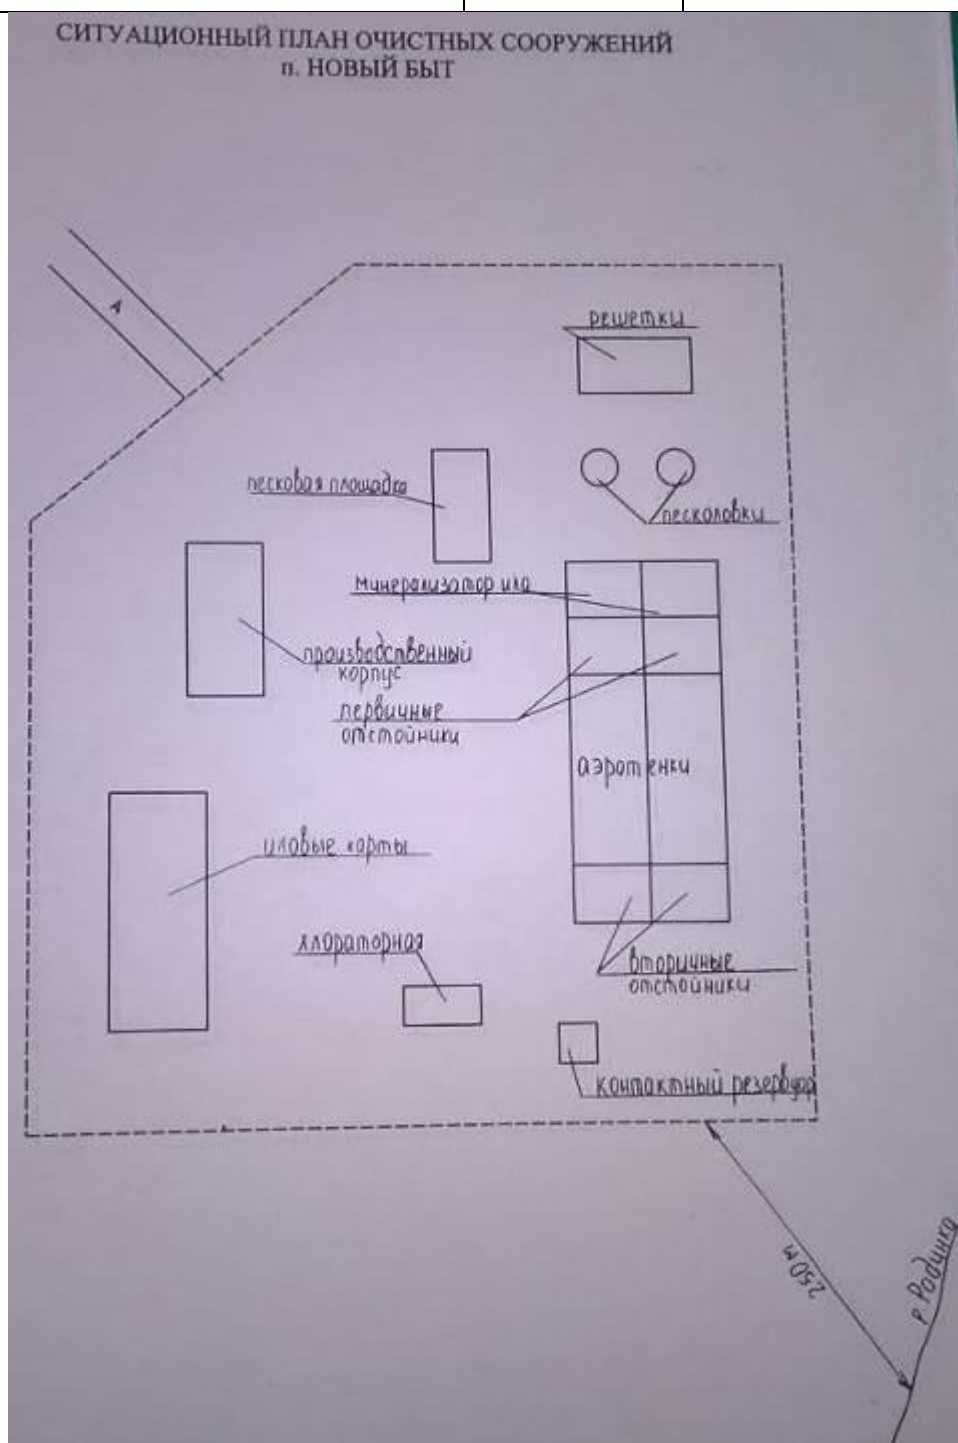 СИТУАЦИОННЫЙ ПЛАН ОЧИСТНЫХ СООРУЖЕНИЙ
п. НОВЫЙ БЫТ
А
решетки
песковая площадка
песколовки
минерализатор ила
производственный
корпус
первичные
отстойники
аэротенки
иловые карты
хлораторная
вторичные
отстойники
контактный резервуар
250 м
р. Родинка